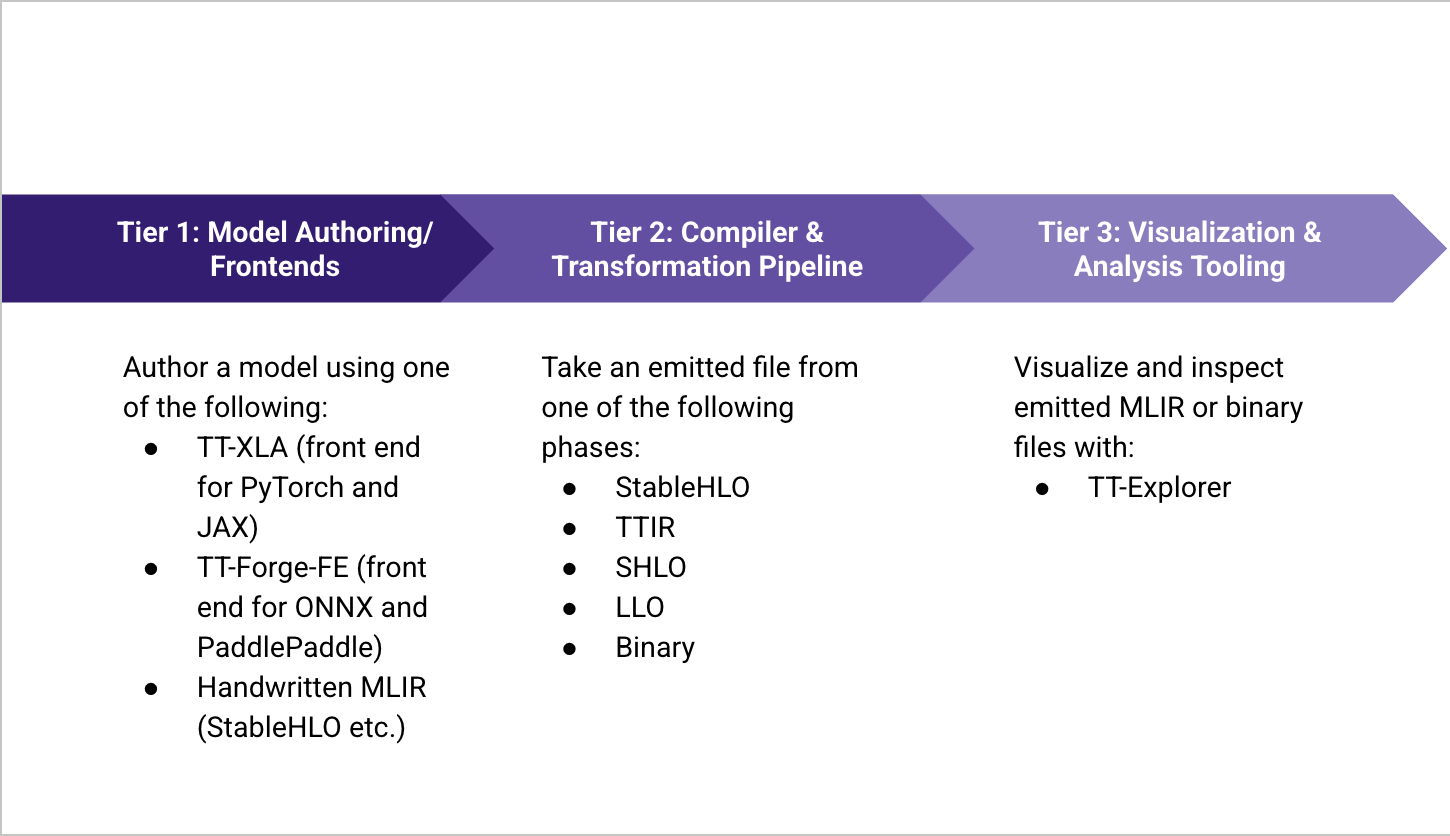 Tier 1: Model Authoring/
Frontends
Tier 2: Compiler &
Transformation Pipeline
Tier 3: Visualization &
Analysis Tooling
Author a model using one
of the following:
● TT-XLA (front end
for PyTorch and
JAX)
● TT-Forge-FE (front
end for ONNX and
PaddlePaddle)
● Handwritten MLIR
(StableHLO etc.)
Take an emitted file from
one of the following
phases:
● StableHLO
● TTIR
● SHLO
● LLO
● Binary
Visualize and inspect
emitted MLIR or binary
files with:
● TT-Explorer